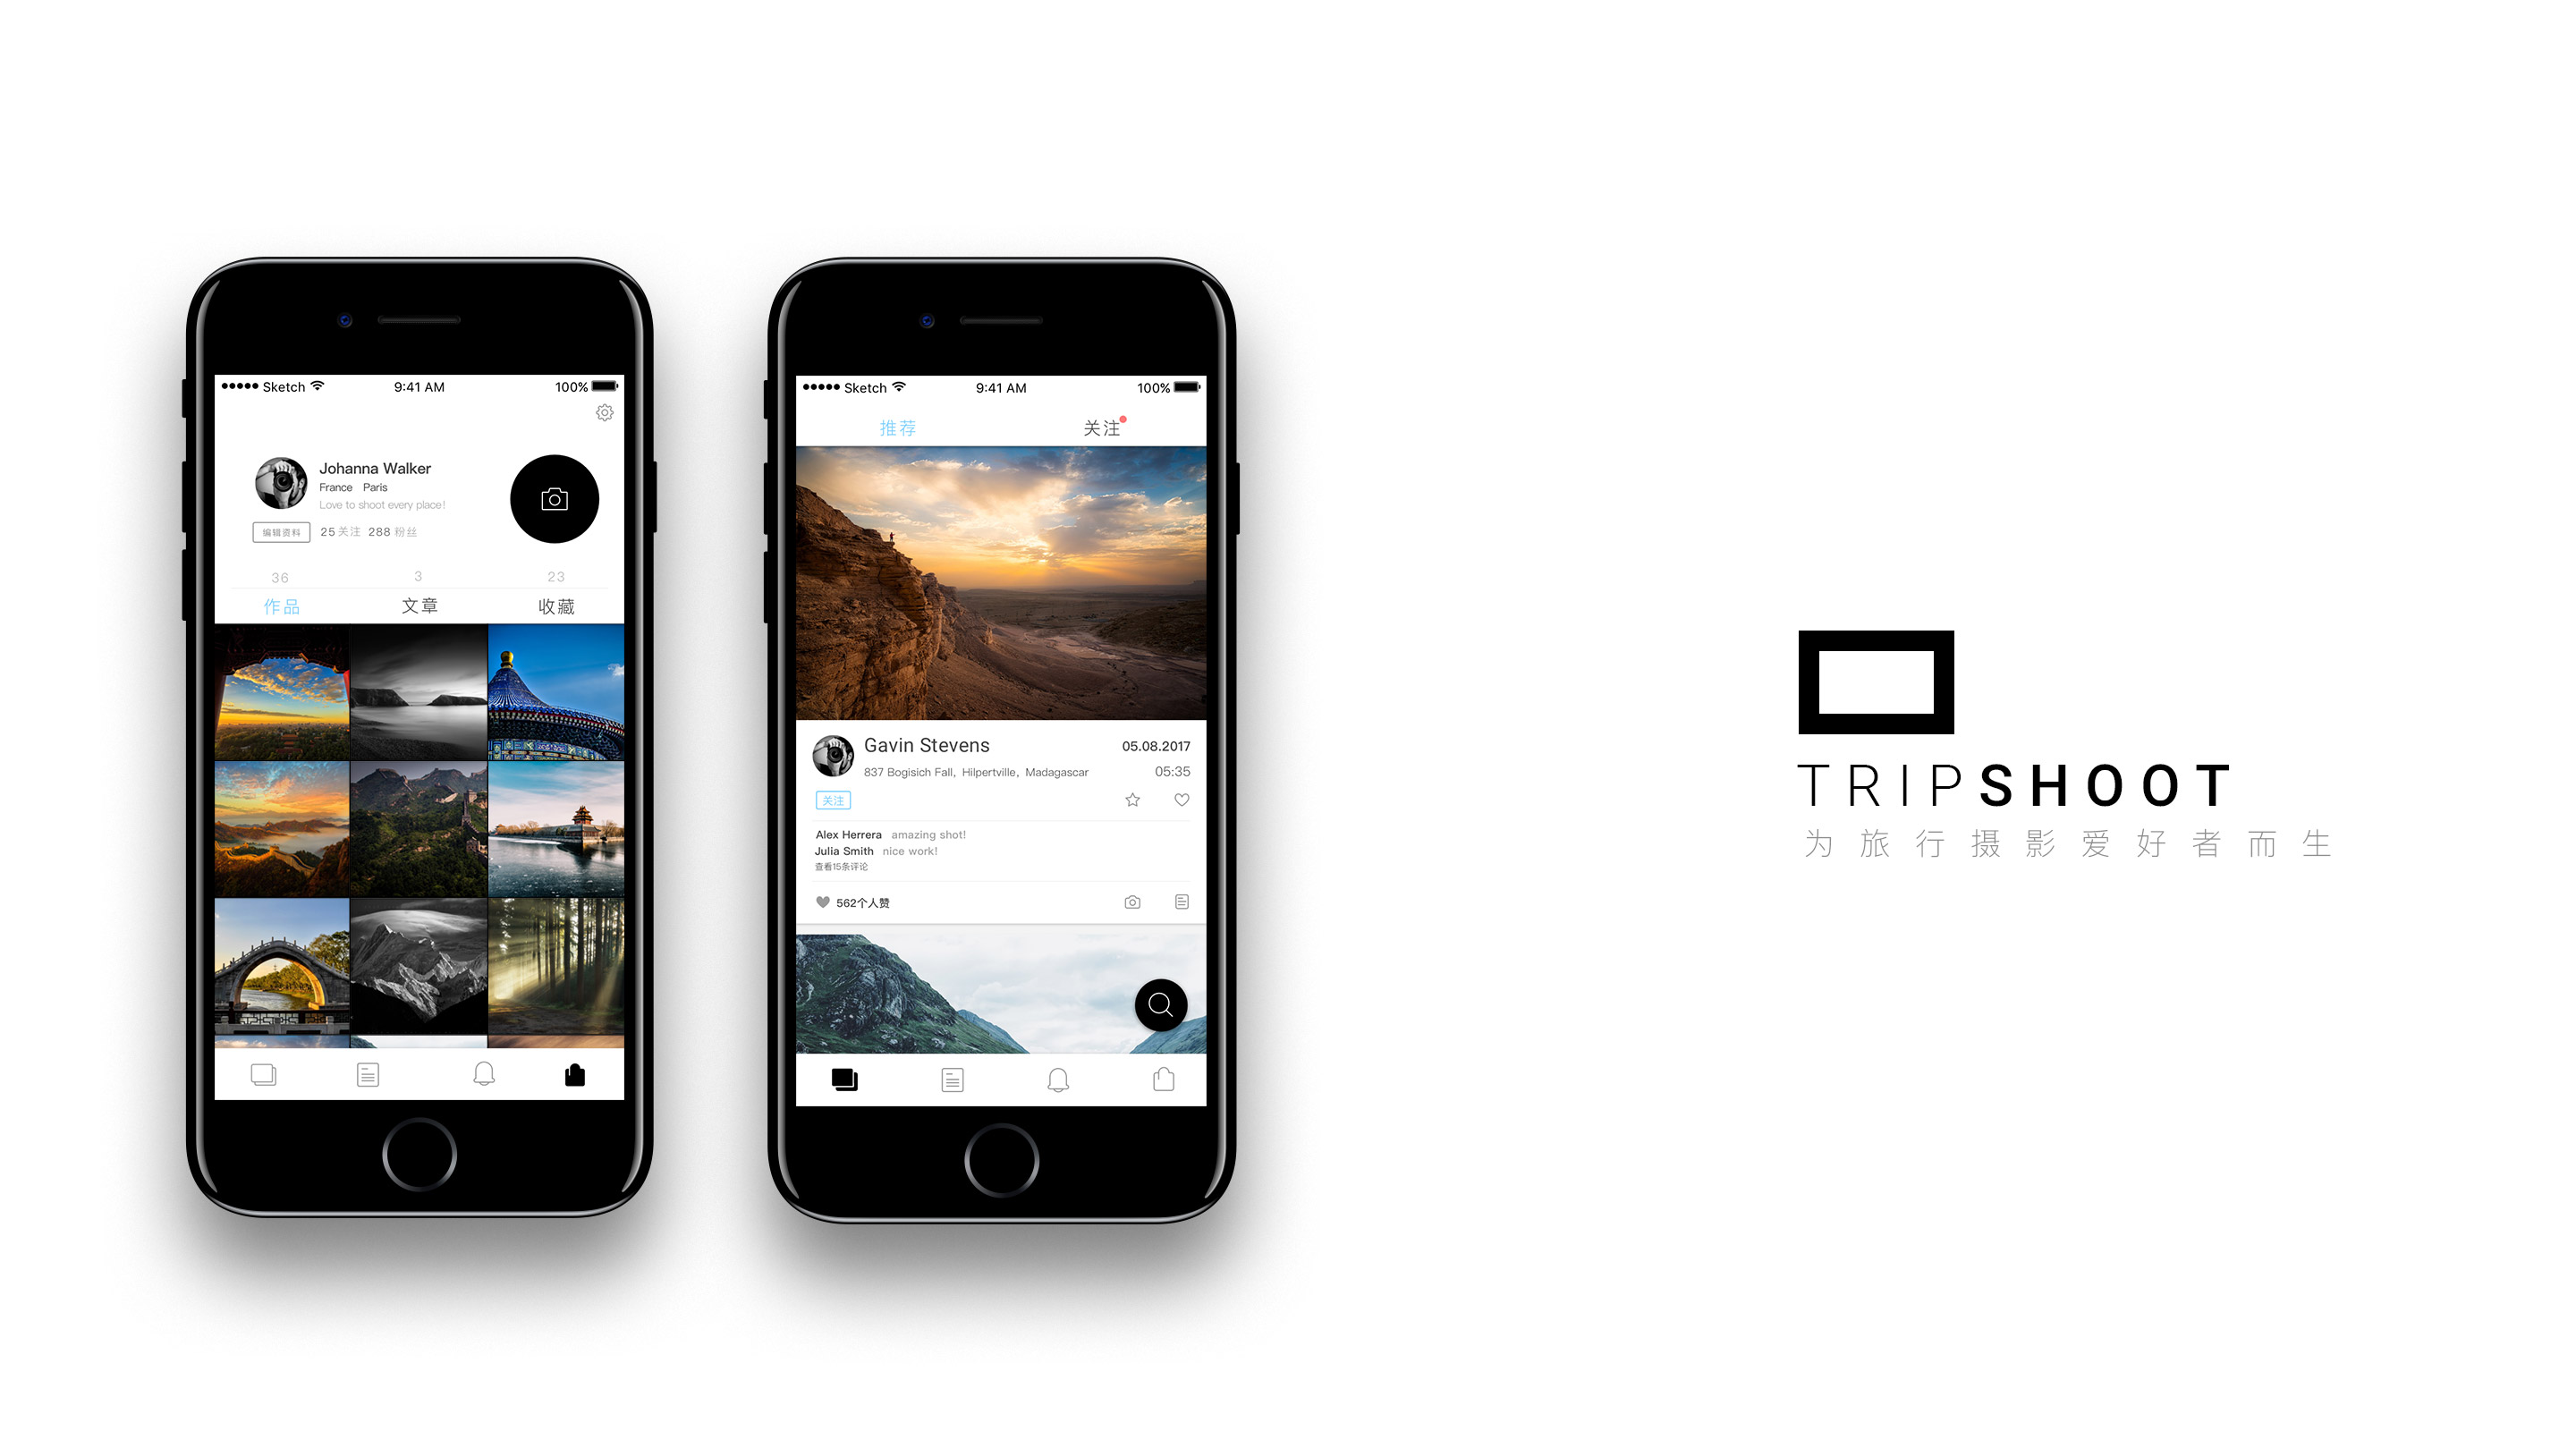 Sketch 9:41 AM 100%
Johanna Walker
France Paris
Love to shoot every place!
编辑资料 25 关注 288 粉丝
36 3 23
作品 文章 收藏
Sketch 9:41 AM 100%
推荐 关注
Gavin Stevens 05.08.2017
837 Bogisich Fall, Hilpertville, Madagascar 05:35
关注
Alex Herrera amazing shot!
Julia Smith nice work!
查看15条评论
562个人赞
TRIPSHOOT
为旅行摄影爱好者而生